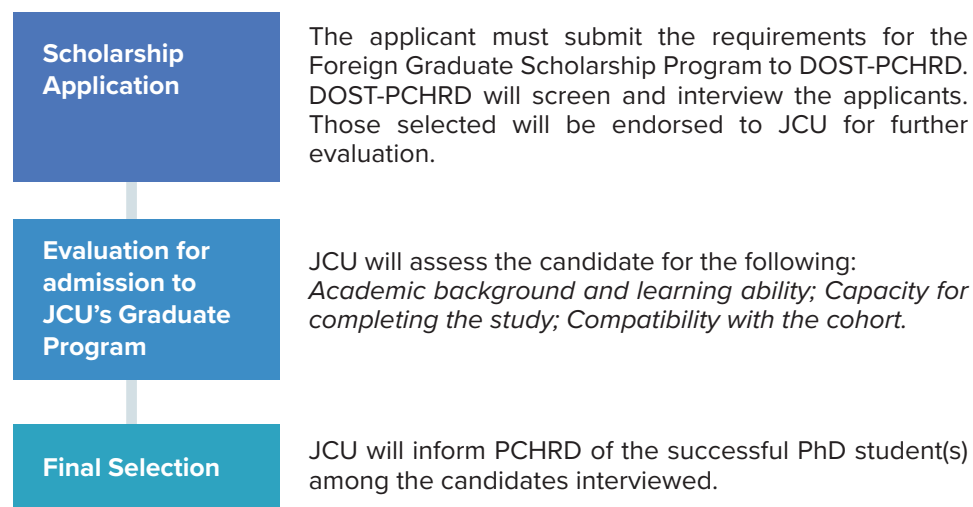 Scholarship
Application
The applicant must submit the requirements for the
Foreign Graduate Scholarship Program to DOST-PCHRD.
DOST-PCHRD will screen and interview the applicants.
Those selected will be endorsed to JCU for further
evaluation.
Evaluation for
admission to
JCU's Graduate
Program
JCU will assess the candidate for the following:
Academic background and learning ability; Capacity for
completing the study; Compatibility with the cohort.
Final Selection
JCU will inform PCHRD of the successful PhD student(s)
among the candidates interviewed.